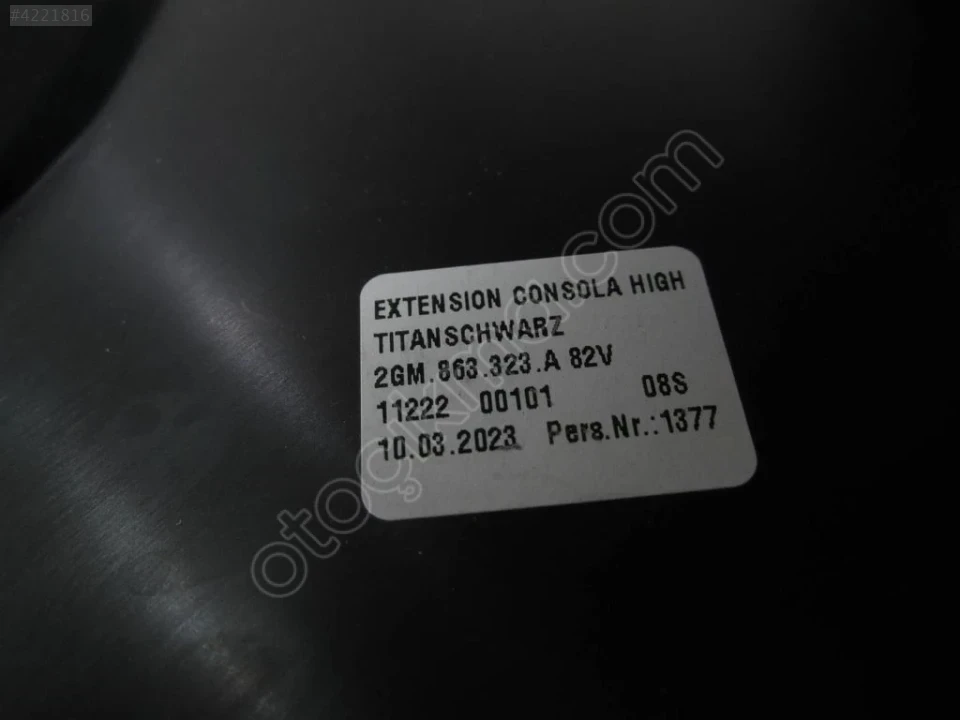 #4221816
EXTENSION CONSOLA HIGH
TITANSCHWARZ
2GM.863.323.A 82V
11222 00101 08S
10.03.2023 Pers.Nr.:1377
otoçıkma.com